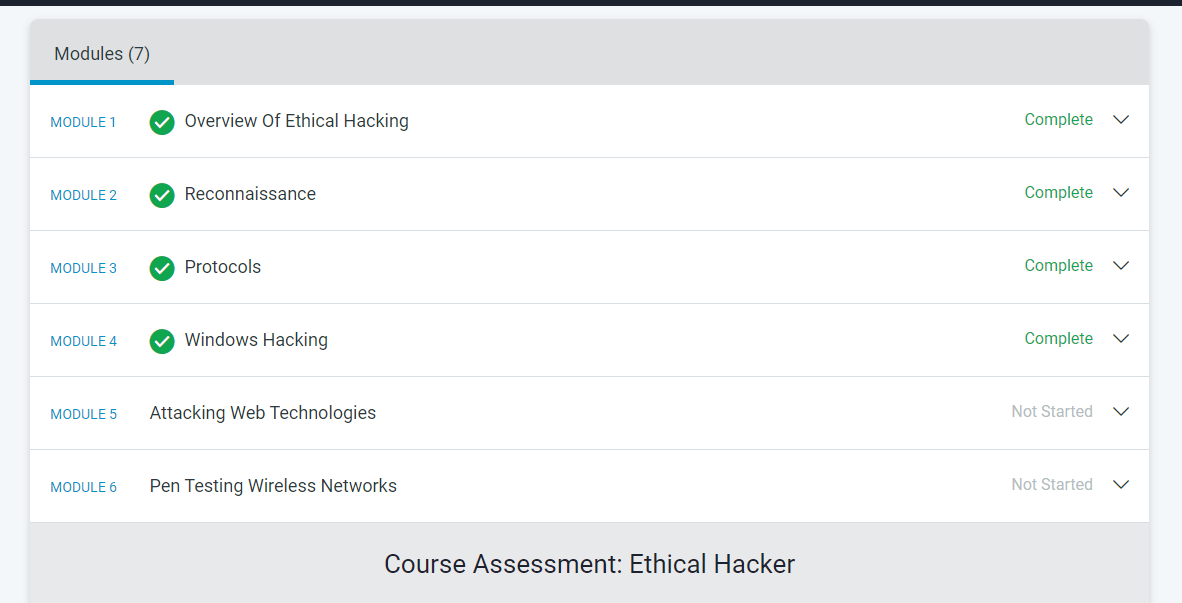 Modules (7)
MODULE 1 Overview Of Ethical Hacking Complete
MODULE 2 Reconnaissance Complete
MODULE 3 Protocols Complete
MODULE 4 Windows Hacking Complete
MODULE 5 Attacking Web Technologies Not Started
MODULE 6 Pen Testing Wireless Networks Not Started
Course Assessment: Ethical Hacker